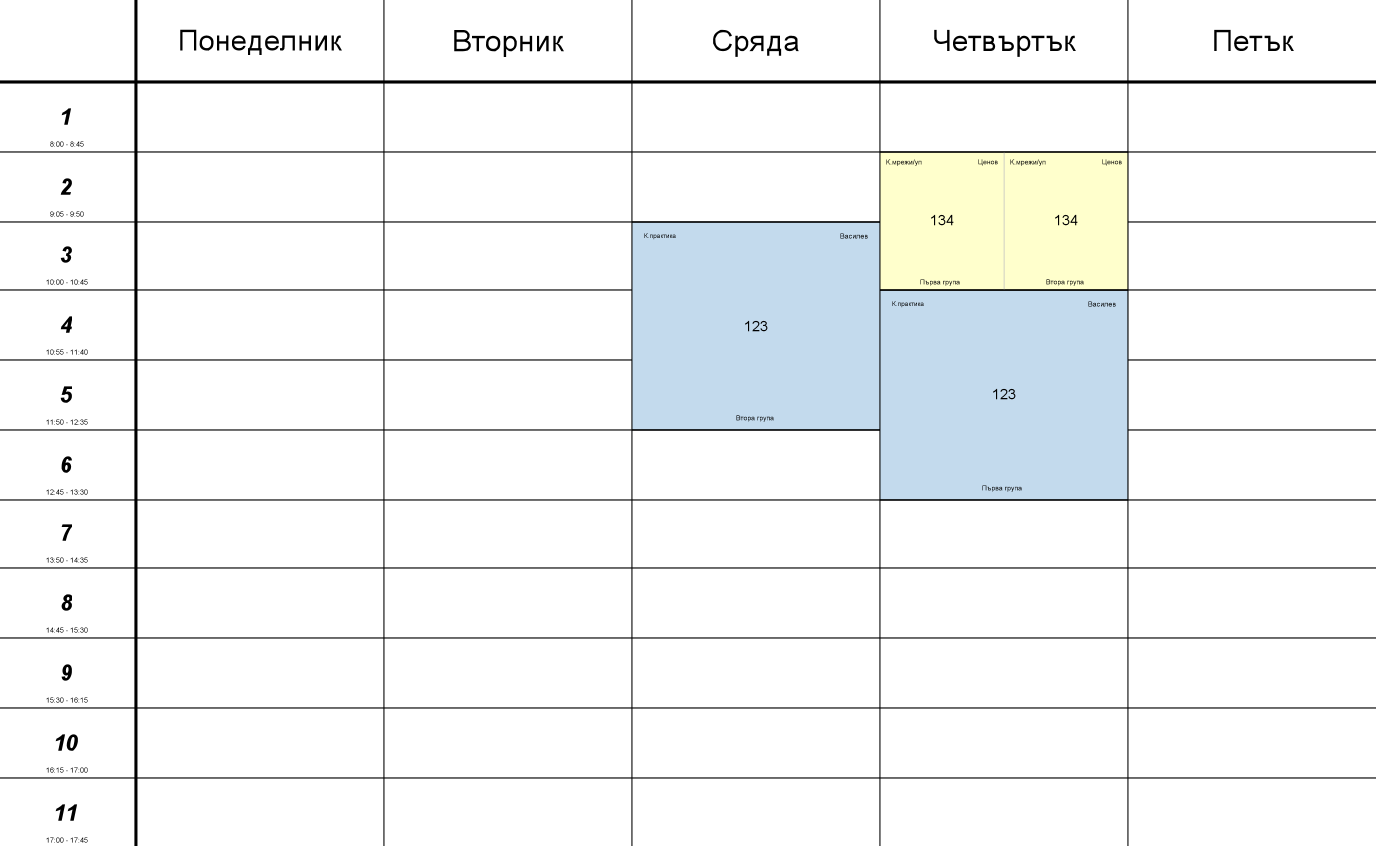 Понеделник Вторник Сряда Четвъртък Петък
1
8:00 - 8:45
К.мрежи/уп Ценов К.мрежи/уп Ценов
2
9:05 - 9:50
134 134
К.практика Василев
3
10:00 - 10:45
Първа група Втора група
К.практика Василев
4
123
10:55 - 11:40
5
123
11:50 - 12:35
Втора група
6
12:45 - 13:30
Първа група
7
13:50 - 14:35
8
14:45 - 15:30
9
15:30 - 16:15
10
16:15 - 17:00
11
17:00 - 17:45